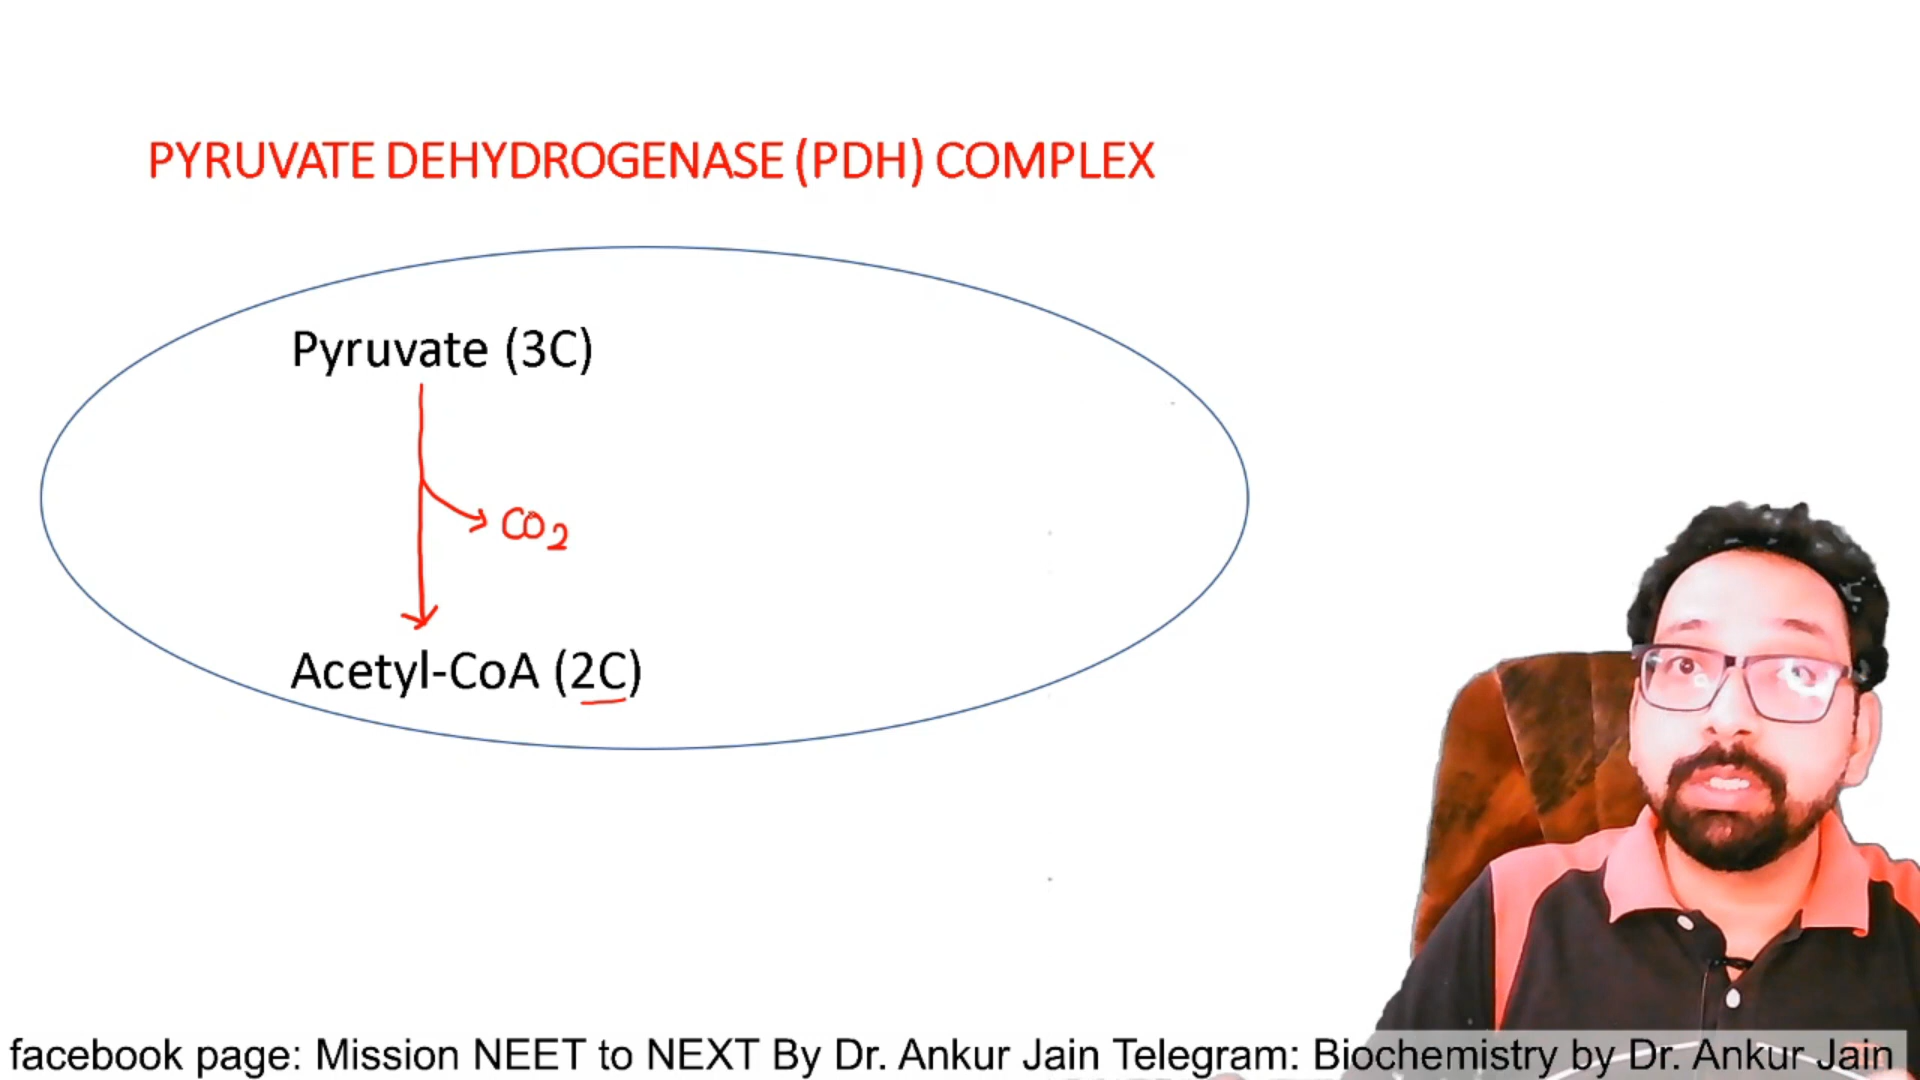 PYRUVATE DEHYDROGENASE (PDH) COMPLEX
Pyruvate (3C)
CO2
Acetyl-CoA (2C)
facebook page: Mission NEET to NEXT By Dr. Ankur Jain Telegram: Biochemistry by Dr. Ankur Jain